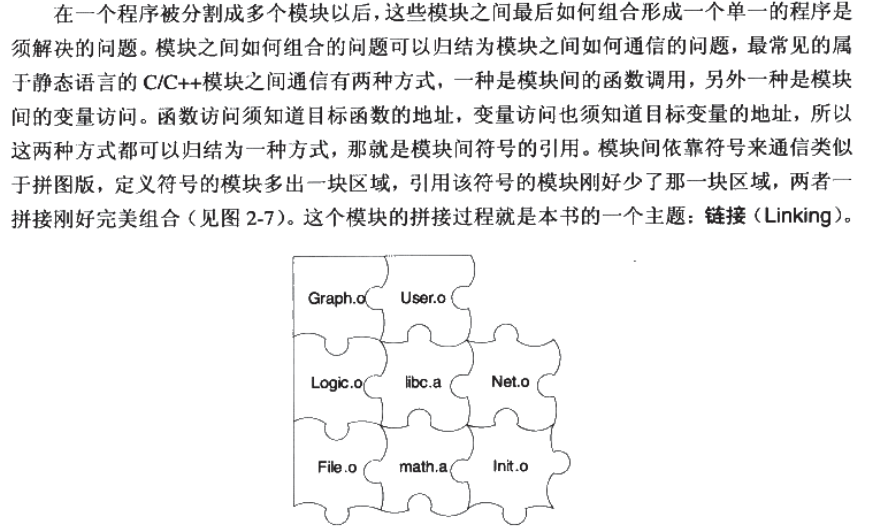 在一个程序被分割成多个模块以后，这些模块之间最后如何组合形成一个单一的程序是
须解决的问题。模块之间如何组合的问题可以归结为模块之间如何通信的问题，最常见的属
于静态语言的 C/C++模块之间通信有两种方式，一种是模块间的函数调用，另外一种是模块
间的变量访问。函数访问须知道目标函数的地址，变量访问也须知道目标变量的地址，所以
这两种方式都可以归结为一种方式，那就是模块间符号的引用。模块间依靠符号来通信类似
于拼图版，定义符号的模块多出一块区域，引用该符号的模块刚好少了那一块区域，两者一
拼接刚好完美组合（见图 2-7）。这个模块的拼接过程就是本书的一个主题：链接（Linking）。
Graph.o User.o
Logic.o libc.a Net.o
File.o math.a Init.o